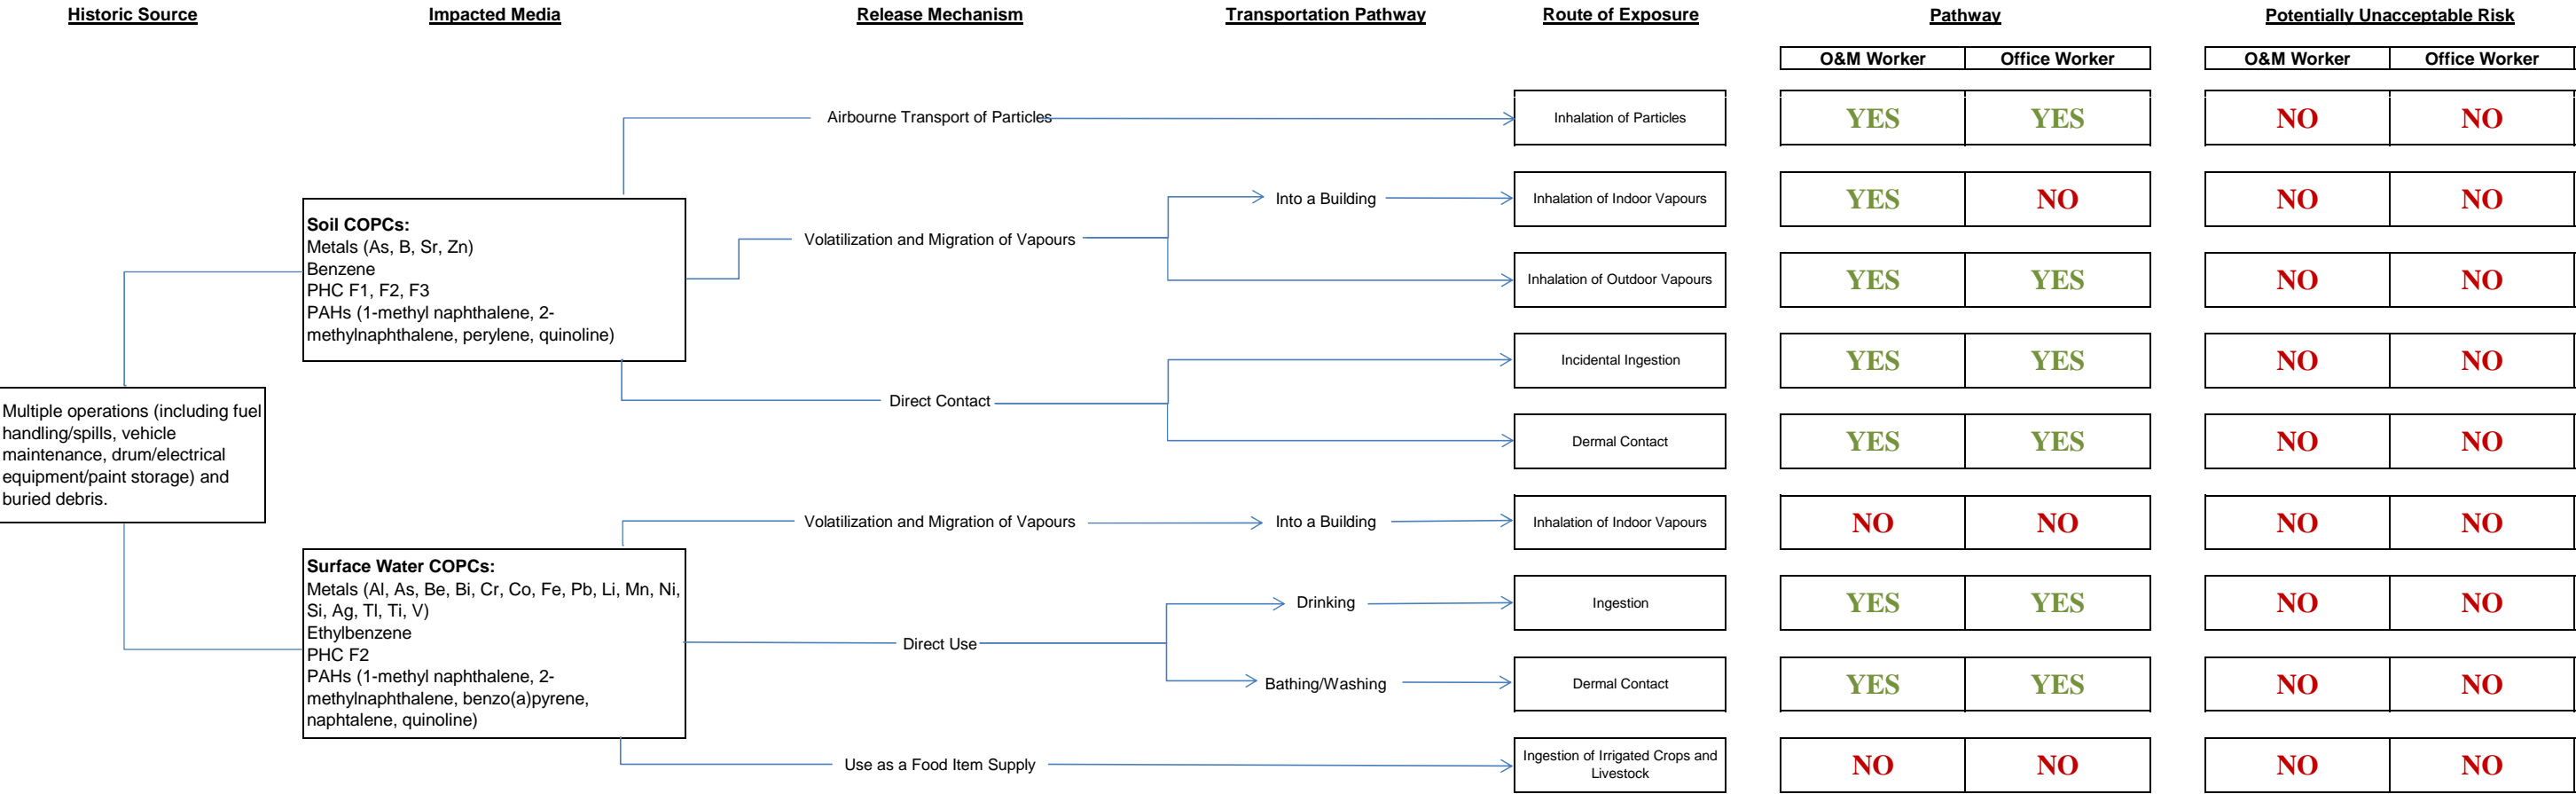 Historic Source
Impacted Media
Release Mechanism
Transportation Pathway
Route of Exposure
Pathway
Potentially Unacceptable Risk
O&M Worker
Office Worker
O&M Worker
Office Worker
Airbourne Transport of Particles
Inhalation of Particles
YES
YES
NO
NO
Into a Building
Inhalation of Indoor Vapours
YES
NO
NO
NO
Soil COPCs:
Metals (As, B, Sr, Zn)
Benzene
PHC F1, F2, F3
PAHs (1-methyl naphthalene, 2-
methylnaphthalene, perylene, quinoline)
Volatilization and Migration of Vapours
Inhalation of Outdoor Vapours
YES
YES
NO
NO
Incidental Ingestion
YES
YES
NO
NO
Direct Contact
Dermal Contact
YES
YES
NO
NO
Multiple operations (including fuel
handling/spills, vehicle
maintenance, drum/electrical
equipment/paint storage) and
buried debris.
Volatilization and Migration of Vapours
Into a Building
Inhalation of Indoor Vapours
NO
NO
NO
NO
Surface Water COPCs:
Metals (Al, As, Be, Bi, Cr, Co, Fe, Pb, Li, Mn, Ni,
Si, Ag, Tl, Ti, V)
Ethylbenzene
PHC F2
PAHs (1-methyl naphthalene, 2-
methylnaphthalene, benzo(a)pyrene,
naphtalene, quinoline)
Drinking
Ingestion
YES
YES
NO
NO
Direct Use
Bathing/Washing
Dermal Contact
YES
YES
NO
NO
Use as a Food Item Supply
Ingestion of Irrigated Crops and
Livestock
NO
NO
NO
NO